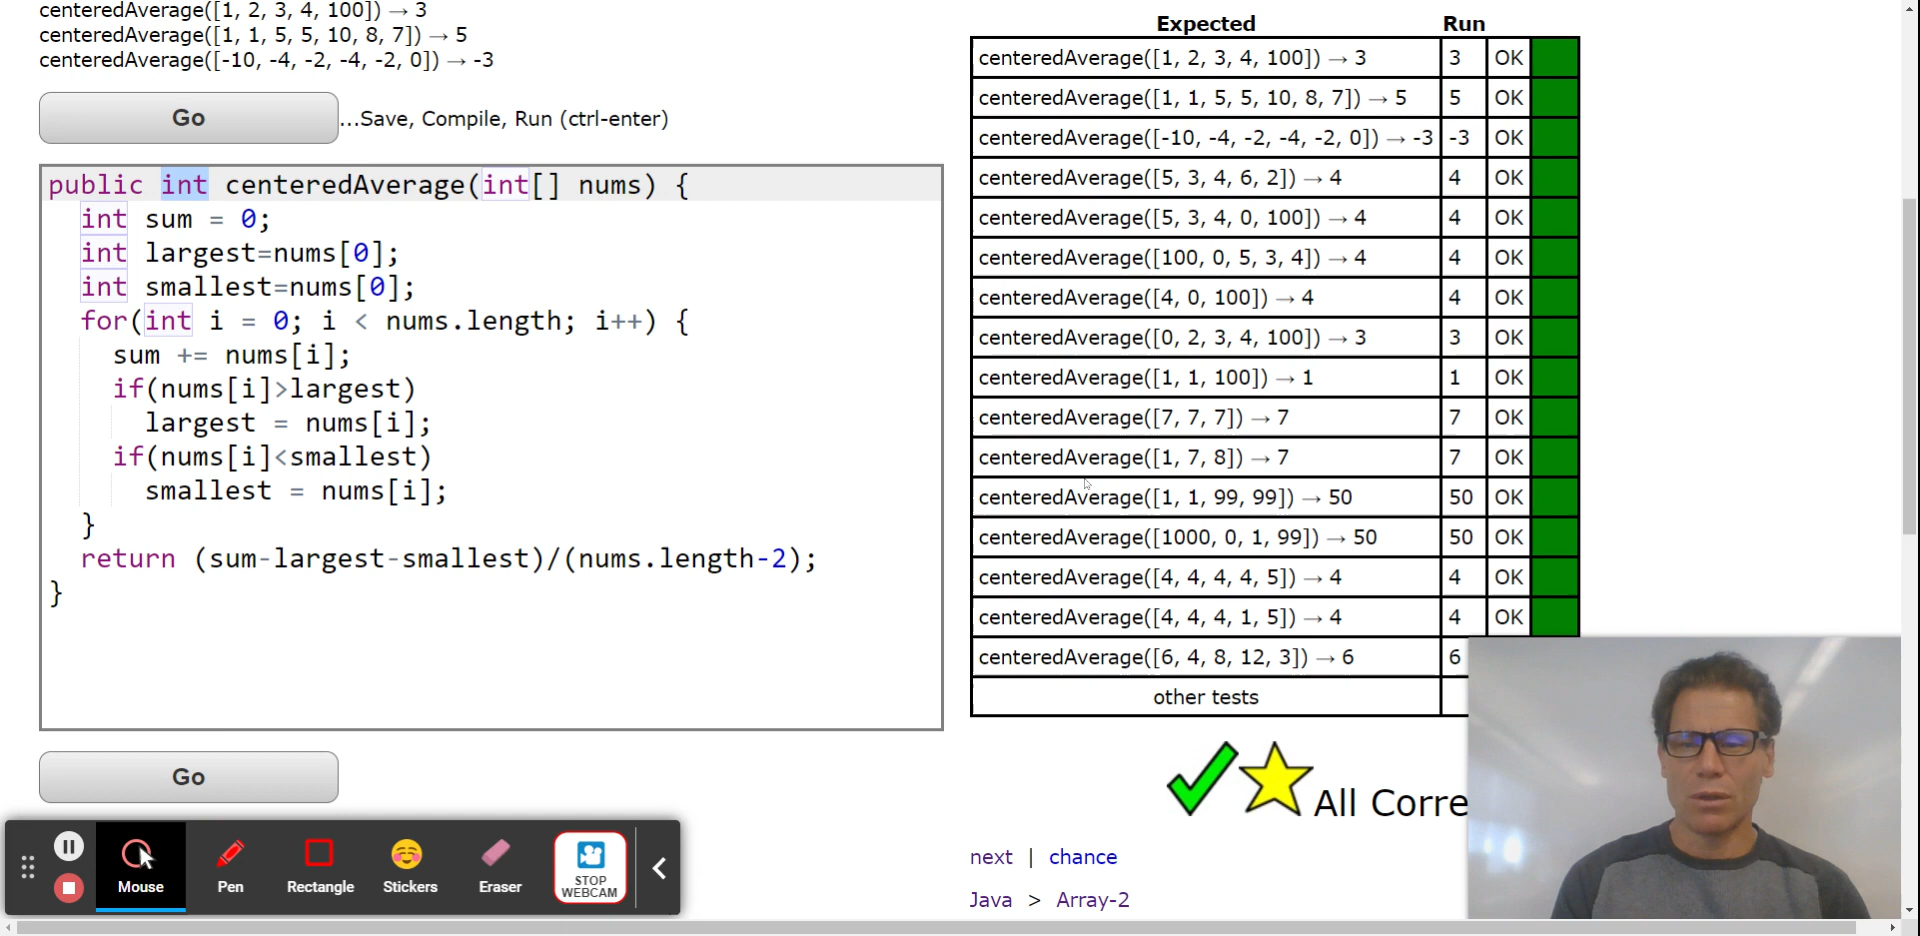 centeredAverage([1, 2, 3, 4, 100]) → 3
centeredAverage([1, 1, 5, 5, 10, 8, 7]) → 5
centeredAverage([-10, -4, -2, -4, -2, 0]) → -3
Go
...Save, Compile, Run (ctrl-enter)
public int centeredAverage(int[] nums) {
  int sum = 0;
  int largest=nums[0];
  int smallest=nums[0];
  for(int i = 0; i < nums.length; i++) {
    sum += nums[i];
    if(nums[i]>largest)
      largest = nums[i];
    if(nums[i]<smallest)
      smallest = nums[i];
  }
  return (sum-largest-smallest)/(nums.length-2);
}
Go
Mouse
Pen
Rectangle
Stickers
Eraser
STOP
WEBCAM
Expected Run
centeredAverage([1, 2, 3, 4, 100]) → 3 3 OK
centeredAverage([1, 1, 5, 5, 10, 8, 7]) → 5 5 OK
centeredAverage([-10, -4, -2, -4, -2, 0]) → -3 -3 OK
centeredAverage([5, 3, 4, 6, 2]) → 4 4 OK
centeredAverage([5, 3, 4, 0, 100]) → 4 4 OK
centeredAverage([100, 0, 5, 3, 4]) → 4 4 OK
centeredAverage([4, 0, 100]) → 4 4 OK
centeredAverage([0, 2, 3, 4, 100]) → 3 3 OK
centeredAverage([1, 1, 100]) → 1 1 OK
centeredAverage([7, 7, 7]) → 7 7 OK
centeredAverage([1, 7, 8]) → 7 7 OK
centeredAverage([1, 1, 99, 99]) → 50 50 OK
centeredAverage([1000, 0, 1, 99]) → 50 50 OK
centeredAverage([4, 4, 4, 4, 5]) → 4 4 OK
centeredAverage([4, 4, 4, 1, 5]) → 4 4 OK
centeredAverage([6, 4, 8, 12, 3]) → 6 6
other tests
All Corre
next | chance
Java > Array-2